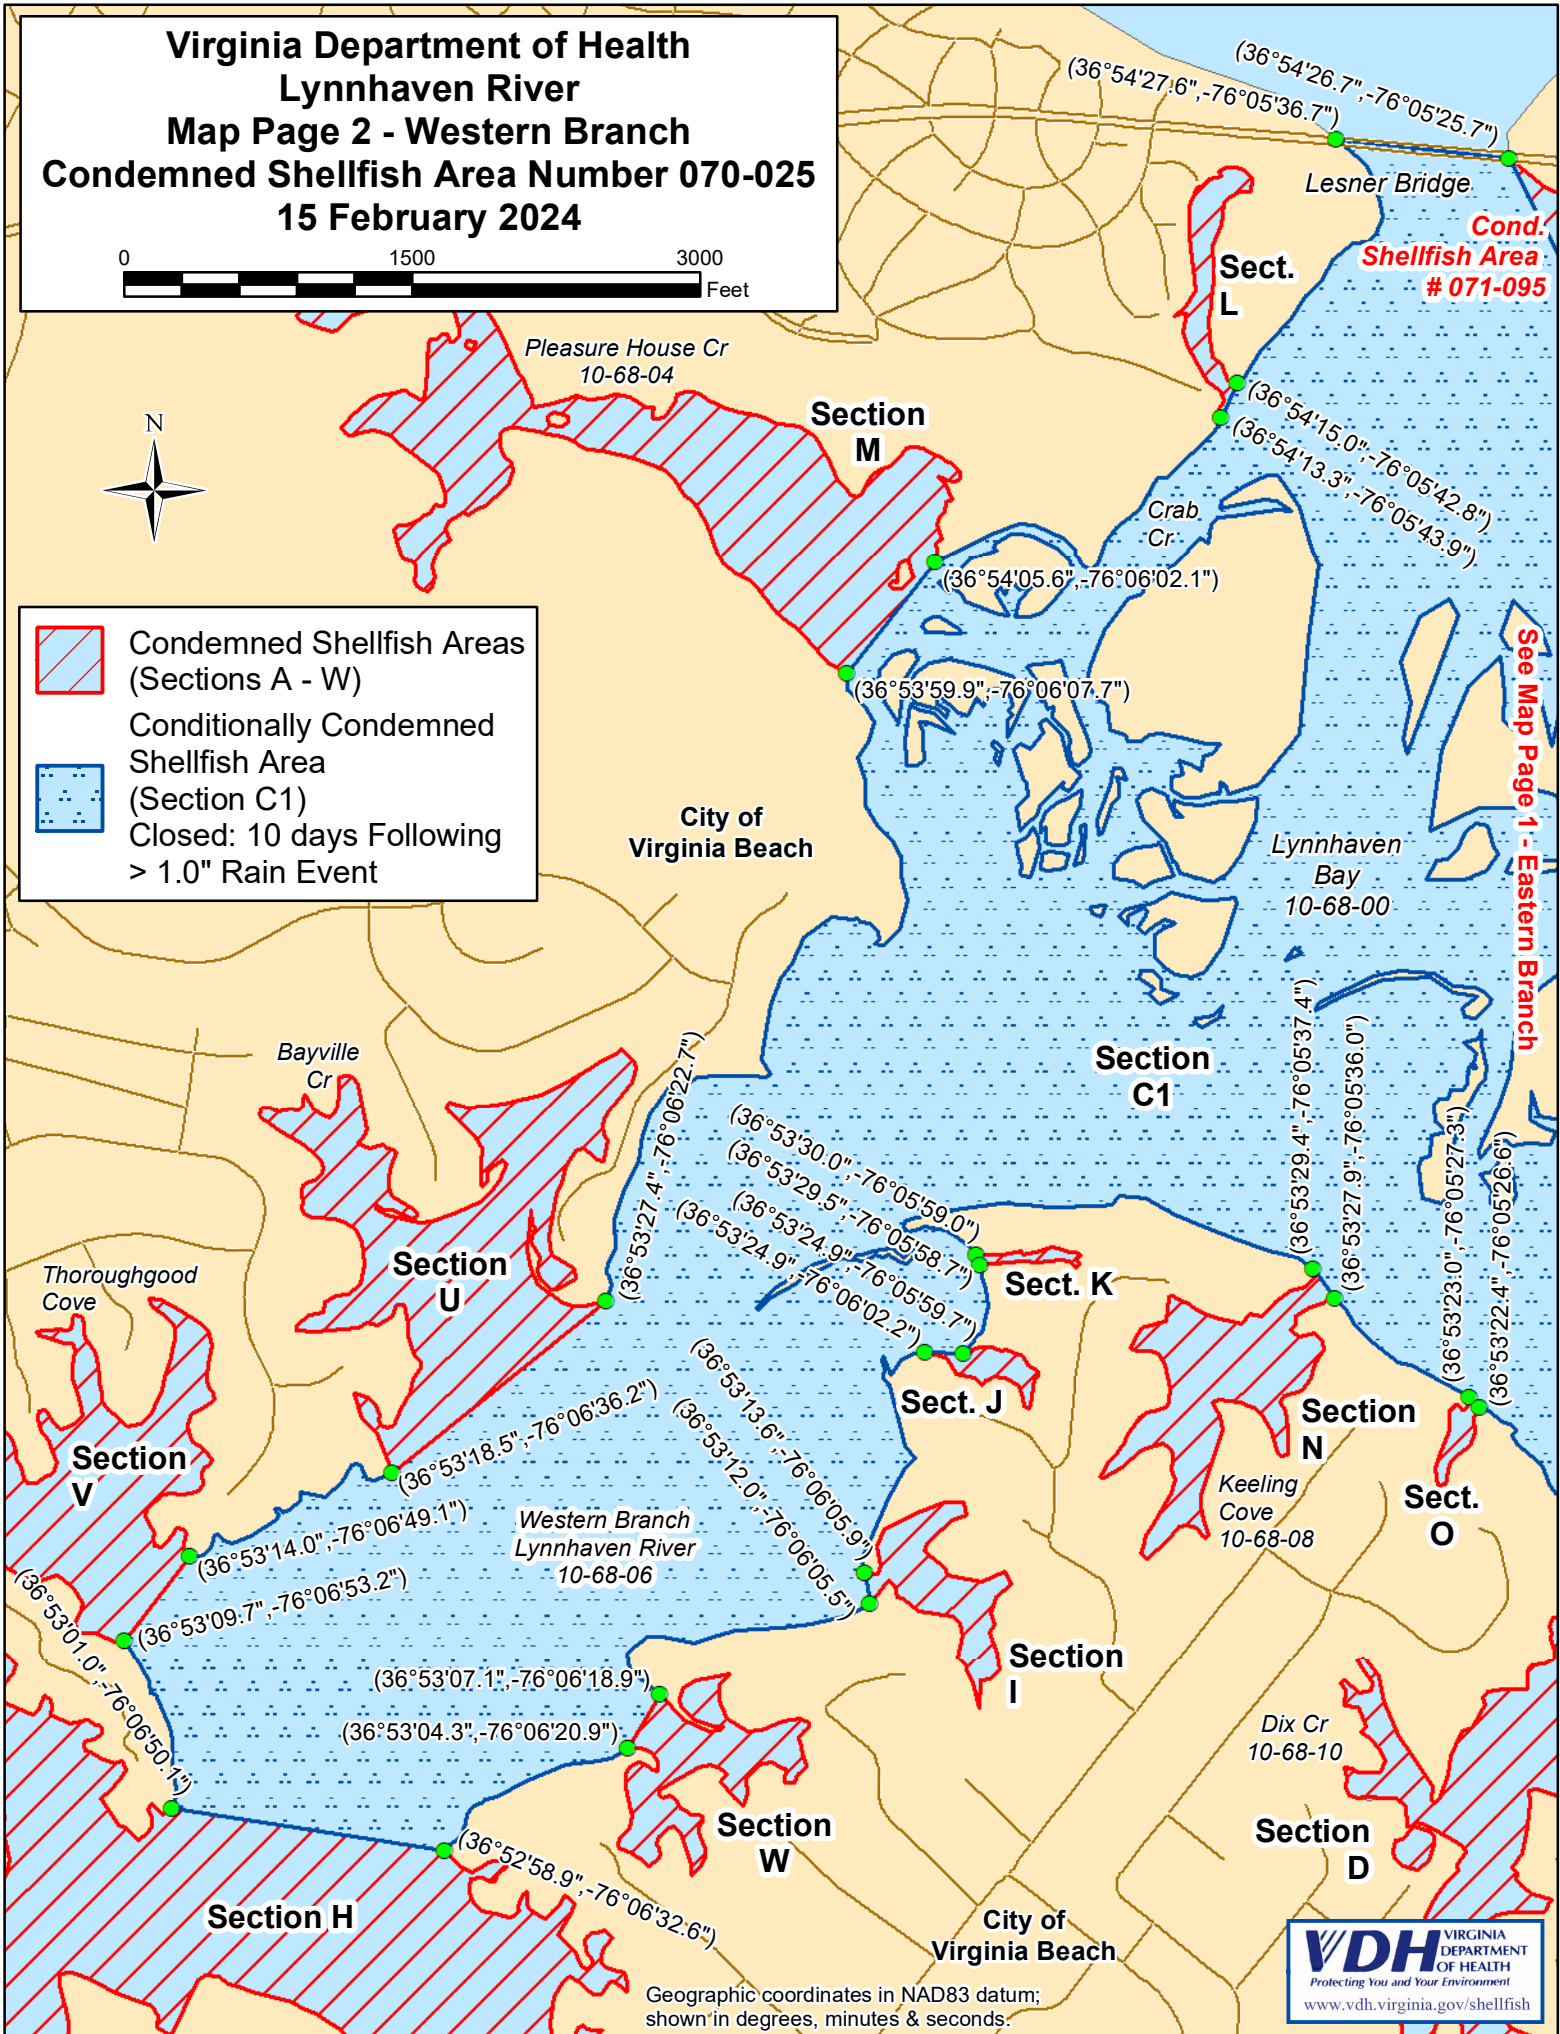 Virginia Department of Health
Lynnhaven River
Map Page 2 - Western Branch
Condemned Shellfish Area Number 070-025
15 February 2024
0 1500 3000
Feet
(36°54'26.7",-76°05'25.7")
(36°54'27.6",-76°05'36.7")
Lesner Bridge
Cond.
Shellfish Area
# 071-095
Sect.
L
Pleasure House Cr
10-68-04
Section
M
N
(36°54'15.0",-76°05'42.8")
(36°54'13.3",-76°05'43.9")
Crab
Cr
(36°54'05.6",-76°06'02.1")
(36°53'59.9",-76°06'07.7")
Condemned Shellfish Areas
(Sections A - W)
Conditionally Condemned
Shellfish Area
(Section C1)
Closed: 10 days Following
> 1.0" Rain Event
See Map Page 1 - Eastern Branch
City of
Virginia Beach
Lynnhaven
Bay
10-68-00
Section
C1
Bayville
Cr
(36°53'27.4",-76°06'22.7")
(36°53'30.0",-76°05'59.0")
(36°53'29.5",-76°05'58.7")
(36°53'24.9",-76°05'59.7")
(36°53'24.9",-76°06'02.2")
(36°53'29.4",-76°05'37.4")
(36°53'27.9",-76°05'36.0")
(36°53'23.0",-76°05'27.3")
(36°53'22.4",-76°05'26.6")
Section
U
Thoroughgood
Cove
Sect. K
Sect. J
Section
N
Keeling
Cove
10-68-08
Sect.
O
Section
V
(36°53'18.5",-76°06'36.2")
(36°53'13.6",-76°06'05.9")
(36°53'12.0",-76°06'05.5")
(36°53'14.0",-76°06'49.1")
Western Branch
Lynnhaven River
10-68-06
(36°53'09.7",-76°06'53.2")
(36°53'01.0",-76°06'50.1")
Section
I
(36°53'07.1",-76°06'18.9")
(36°53'04.3",-76°06'20.9")
Dix Cr
10-68-10
Section
W
Section
D
(36°52'58.9",-76°06'32.6")
Section H
City of
Virginia Beach
Geographic coordinates in NAD83 datum;
shown in degrees, minutes & seconds.
VDH VIRGINIA
DEPARTMENT
OF HEALTH
Protecting You and Your Environment
www.vdh.virginia.gov/shellfish